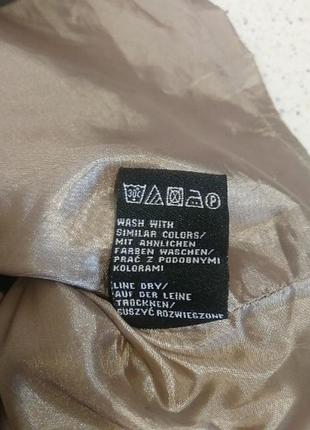 30C P
WASH WITH
SIMILAR COLORS/
MIT AHNLICHEN
FARBEN WASCHEN/
PRAĆ Z PODOBNYMI
KOLORAMI
LINE DRY/
AUF DER LEINE
TROCKNEN/
SUSZYĆ ROZWIESZONE